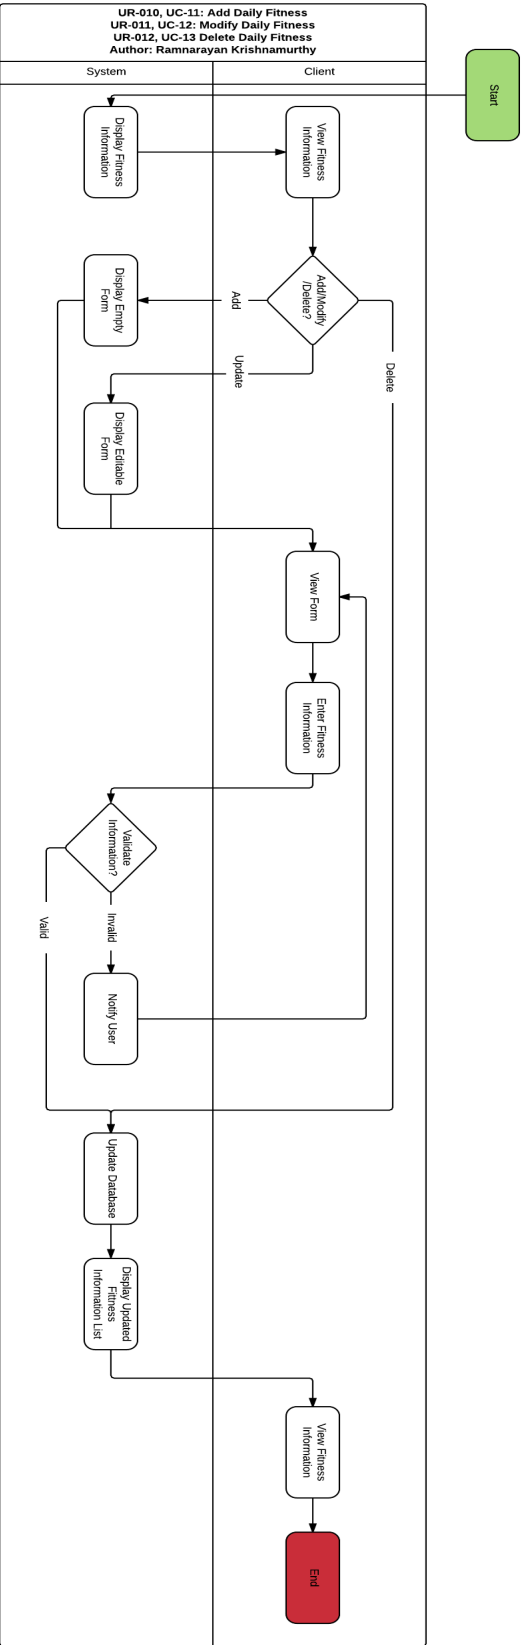 UR-010, UC-11: Add Daily Fitness
UR-011, UC-12: Modify Daily Fitness
UR-012, UC-13 Delete Daily Fitness
Author: Ramnarayan Krishnamurthy
System
Client
Start
Display Fitness
Information
View Fitness
Information
Add/Modify
/Delete?
Add
Update
Delete
Display Empty
Form
Display Editable
Form
View Form
Enter Fitness
Information
Validate
Information?
Valid
Invalid
Notify User
Update Database
Display Updated
Fittness
Information List
View Fitness
Information
End